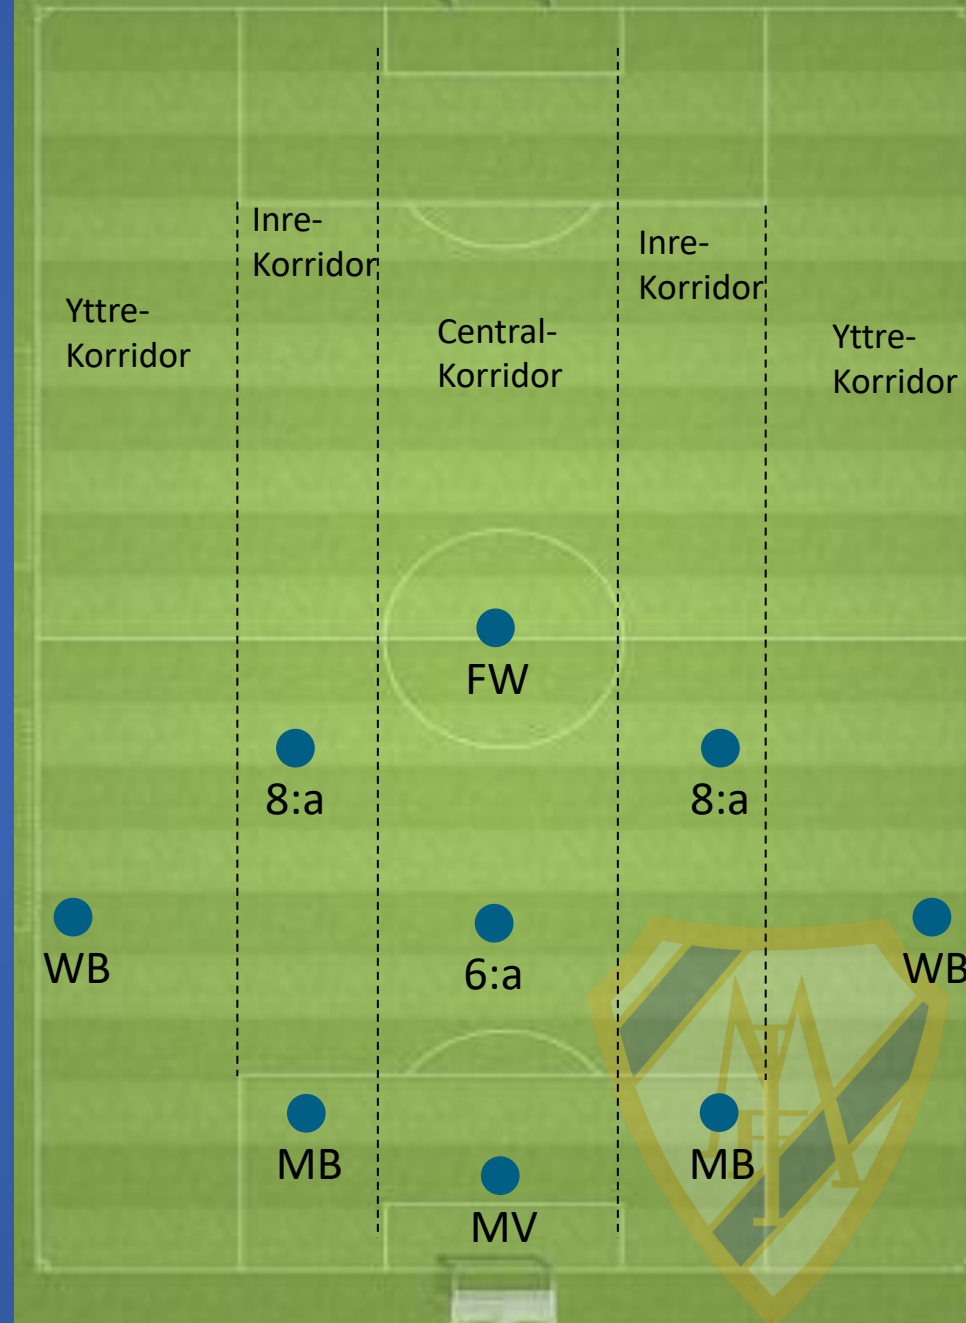 Inre-
Korridor
Inre-
Korridor
Yttre-
Korridor
Central-
Korridor
Yttre-
Korridor
FW
8:a
8:a
WB
6:a
WB
MB
MB
MV